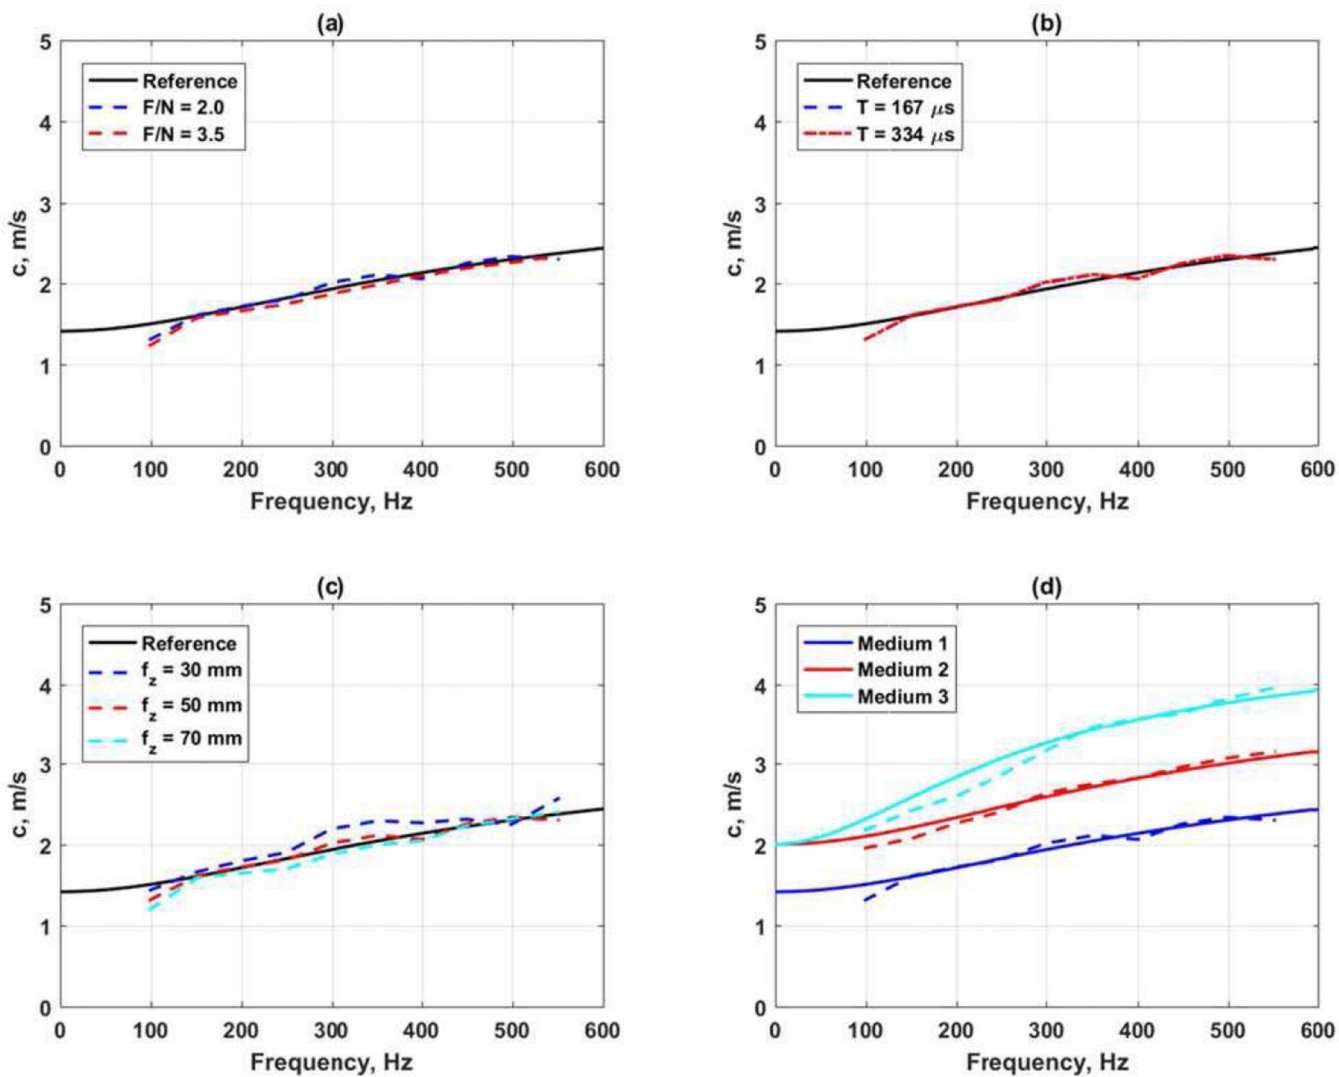 (a)
5
4
3
2
1
0
c, m/s
Reference
F/N = 2.0
F/N = 3.5
0 100 200 300 400 500 600
Frequency, Hz
(b)
5
4
3
2
1
0
c, m/s
Reference
T = 167 μs
T = 334 μs
0 100 200 300 400 500 600
Frequency, Hz
(c)
5
4
3
2
1
0
c, m/s
Reference
f_z = 30 mm
f_z = 50 mm
f_z = 70 mm
0 100 200 300 400 500 600
Frequency, Hz
(d)
5
4
3
2
1
0
c, m/s
Medium 1
Medium 2
Medium 3
0 100 200 300 400 500 600
Frequency, Hz